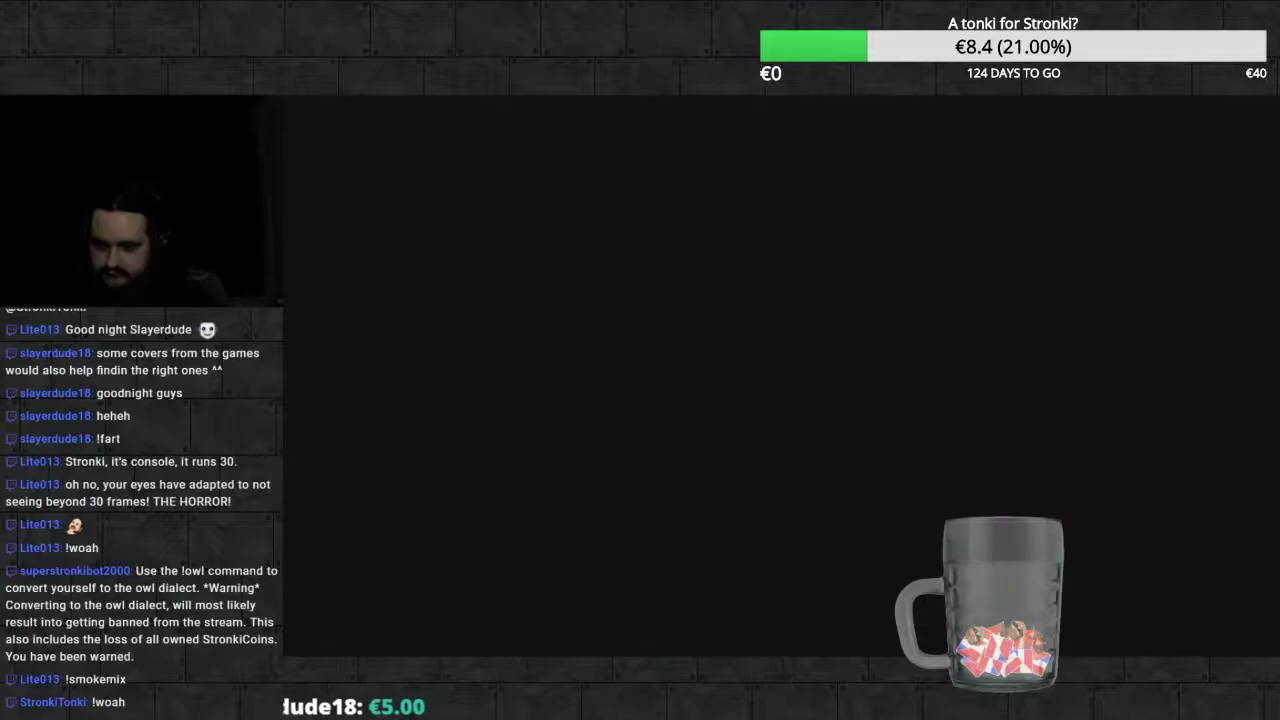 A tonki for Stronki?
€8.4 (21.00%)
€0
124 DAYS TO GO
€40
@StronkiTonki
Lite013: Good night Slayerdude
slayerdude18: some covers from the games
would also help findin the right ones ^^
slayerdude18: goodnight guys
slayerdude18: heheh
slayerdude18: !fart
Lite013: Stronki, it's console, it runs 30.
Lite013: oh no, your eyes have adapted to not
seeing beyond 30 frames! THE HORROR!
Lite013:
Lite013: !woah
superstronkibot2000: Use the !owl command to
convert yourself to the owl dialect. *Warning*
Converting to the owl dialect, will most likely
result into getting banned from the stream. This
also includes the loss of all owned StronkiCoins.
You have been warned.
Lite013: !smokemix
StronkiTonki: !woah
dude18: €5.00